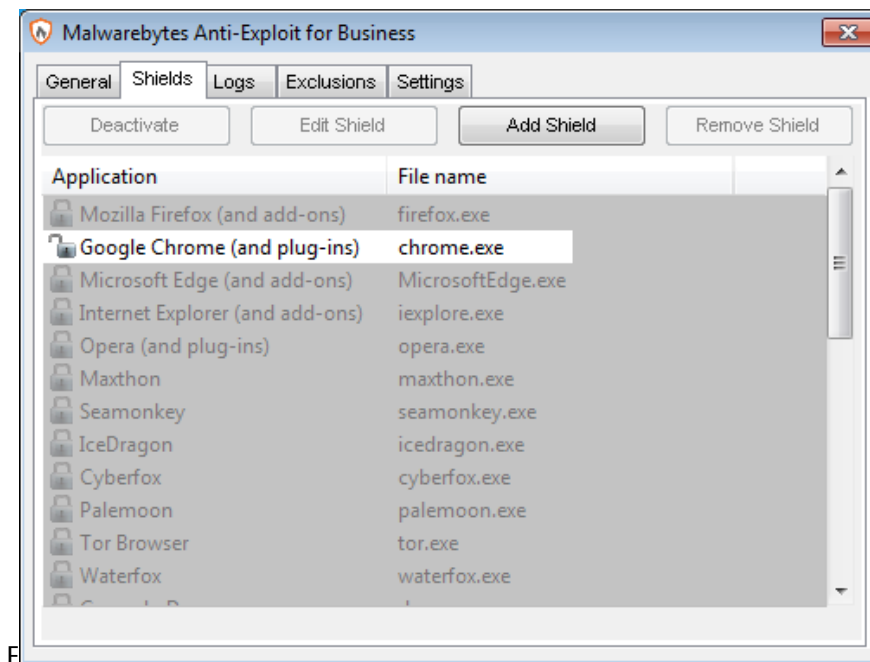 Malwarebytes Anti-Exploit for Business
General Shields Logs Exclusions Settings
Deactivate Edit Shield Add Shield Remove Shield
Application File name
Mozilla Firefox (and add-ons) firefox.exe
Google Chrome (and plug-ins) chrome.exe
Microsoft Edge (and add-ons) MicrosoftEdge.exe
Internet Explorer (and add-ons) iexplore.exe
Opera (and plug-ins) opera.exe
Maxthon maxthon.exe
Seamonkey seamonkey.exe
IceDragon icedragon.exe
Cyberfox cyberfox.exe
Palemoon palemoon.exe
Tor Browser tor.exe
Waterfox waterfox.exe